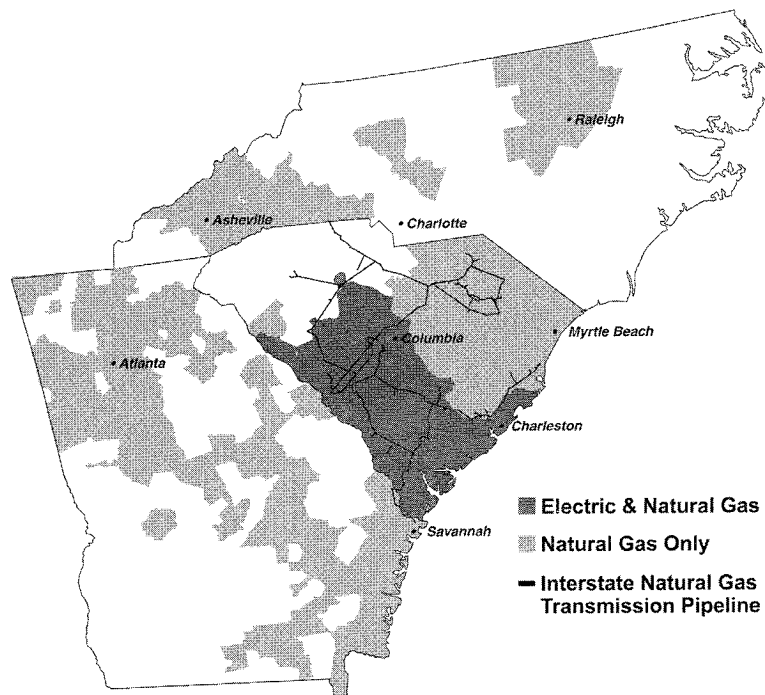 Raleigh
Asheville
Charlotte
Columbia
Myrtle Beach
Atlanta
Charleston
Savannah
Electric & Natural Gas
Natural Gas Only
Interstate Natural Gas
Transmission Pipeline